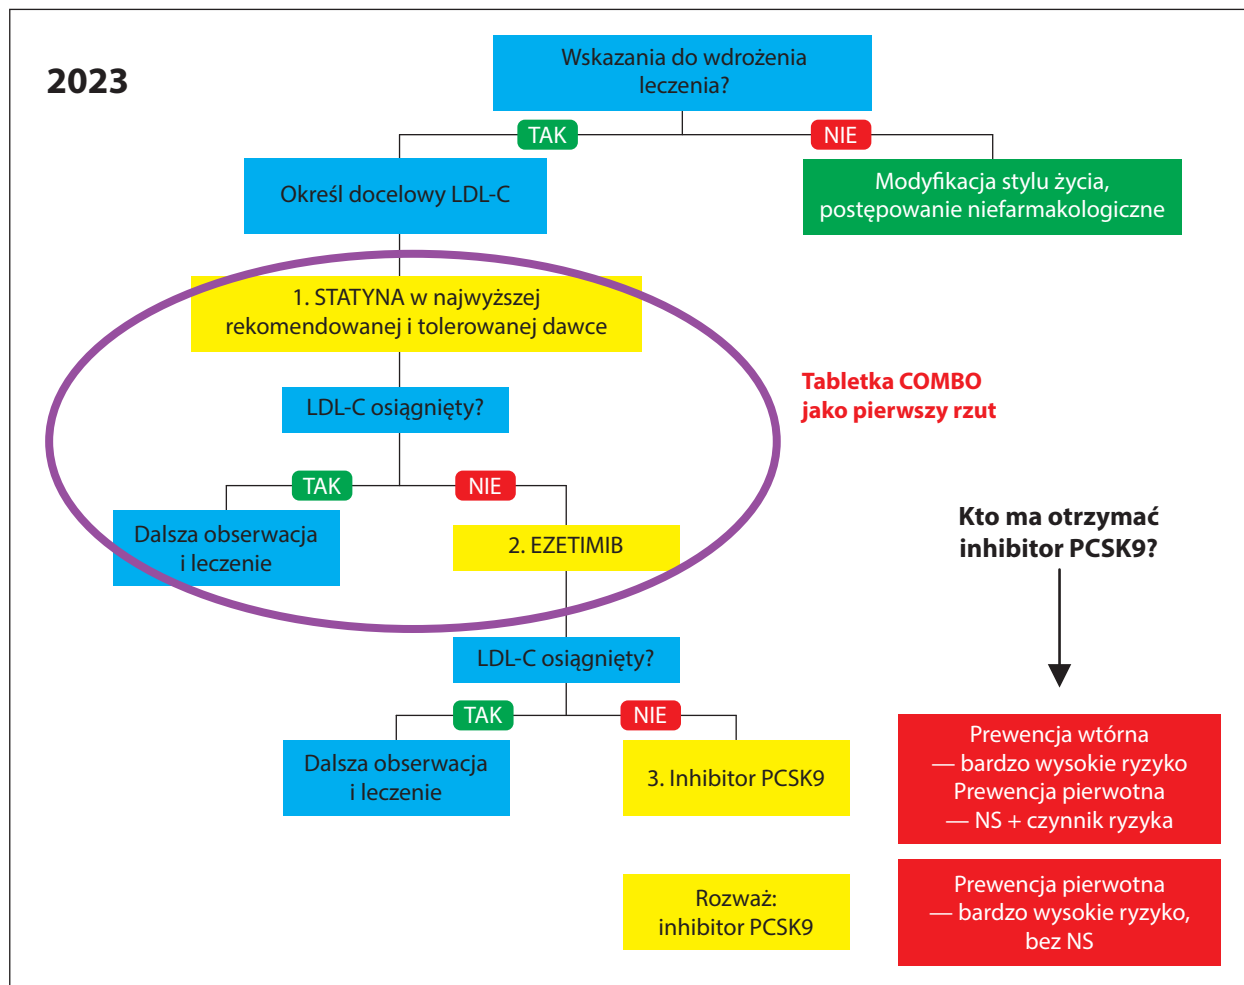 2023
Wskazania do wdrożenia
leczenia?
TAK
NIE
Określ docelowy LDL-C
Modyfikacja stylu życia,
postępowanie niefarmakologiczne
1. STATYNA w najwyższej
rekomendowanej i tolerowanej dawce
Tabletka COMBO
jako pierwszy rzut
LDL-C osiągnięty?
TAK
NIE
Dalsza obserwacja
i leczenie
2. EZETIMIB
Kto ma otrzymać
inhibitor PCSK9?
LDL-C osiągnięty?
TAK
NIE
Dalsza obserwacja
i leczenie
3. Inhibitor PCSK9
Prewencja wtórna
— bardzo wysokie ryzyko
Prewencja pierwotna
— NS + czynnik ryzyka
Rozważ:
inhibitor PCSK9
Prewencja pierwotna
— bardzo wysokie ryzyko,
bez NS